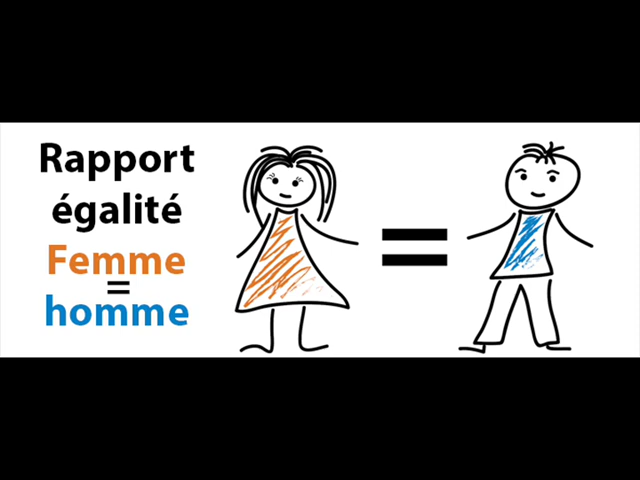 Rapport
égalité
Femme
=
homme
=